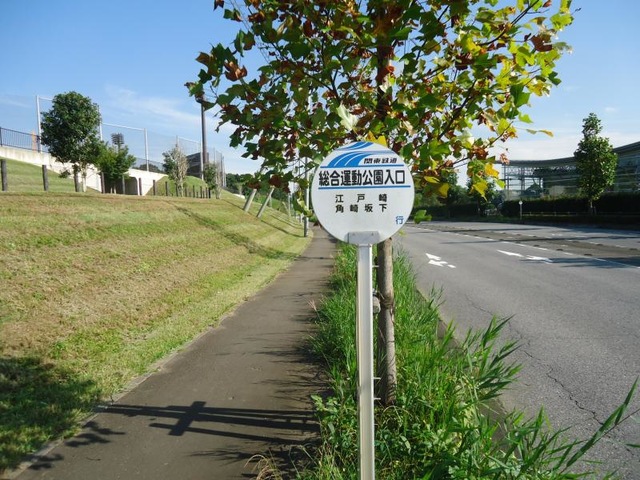 関東鉄道
総合運動公園入口
江戸崎
角崎坂下
行